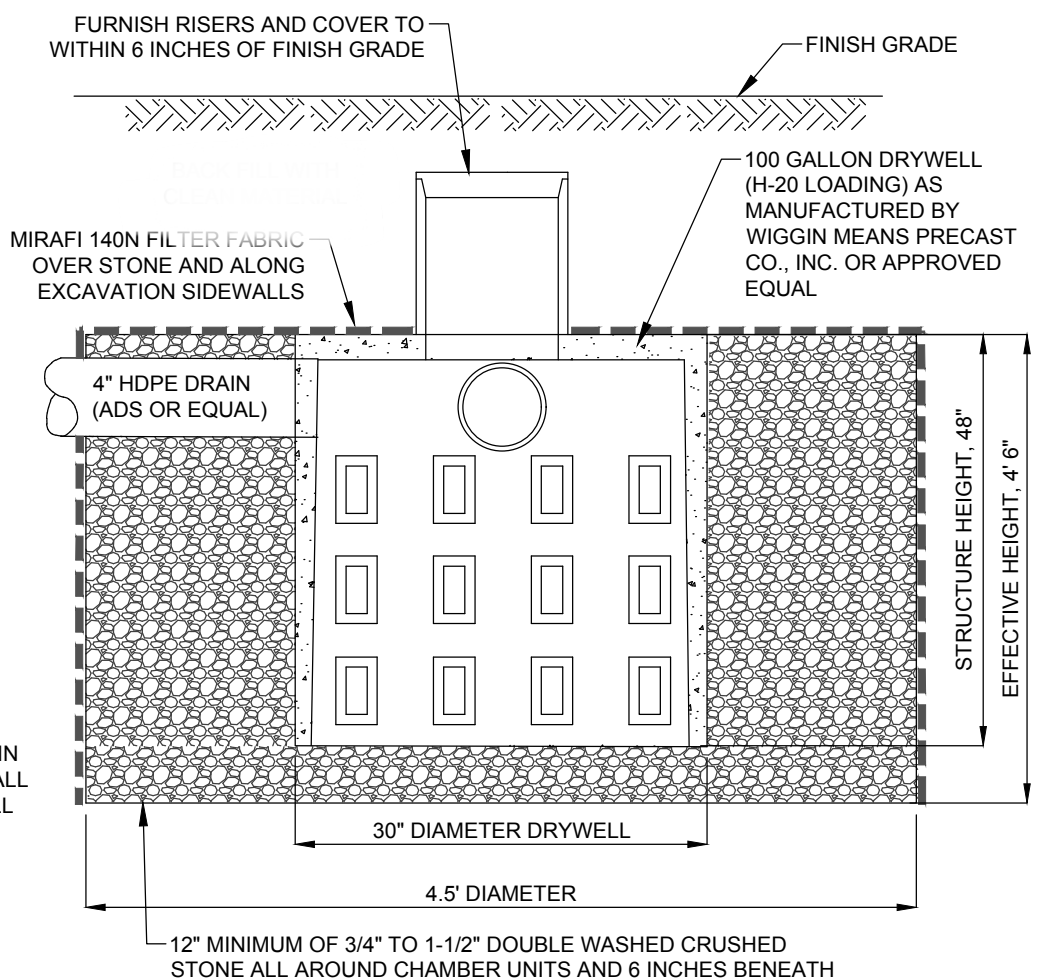 FURNISH RISERS AND COVER TO
WITHIN 6 INCHES OF FINISH GRADE
FINISH GRADE
100 GALLON DRYWELL
(H-20 LOADING) AS
MANUFACTURED BY
WIGGIN MEANS PRECAST
CO., INC. OR APPROVED
EQUAL
MIRAFI 140N FILTER FABRIC
OVER STONE AND ALONG
EXCAVATION SIDEWALLS
4" HDPE DRAIN
(ADS OR EQUAL)
STRUCTURE HEIGHT, 48"
EFFECTIVE HEIGHT, 4' 6"
30" DIAMETER DRYWELL
4.5' DIAMETER
12" MINIMUM OF 3/4" TO 1-1/2" DOUBLE WASHED CRUSHED
STONE ALL AROUND CHAMBER UNITS AND 6 INCHES BENEATH